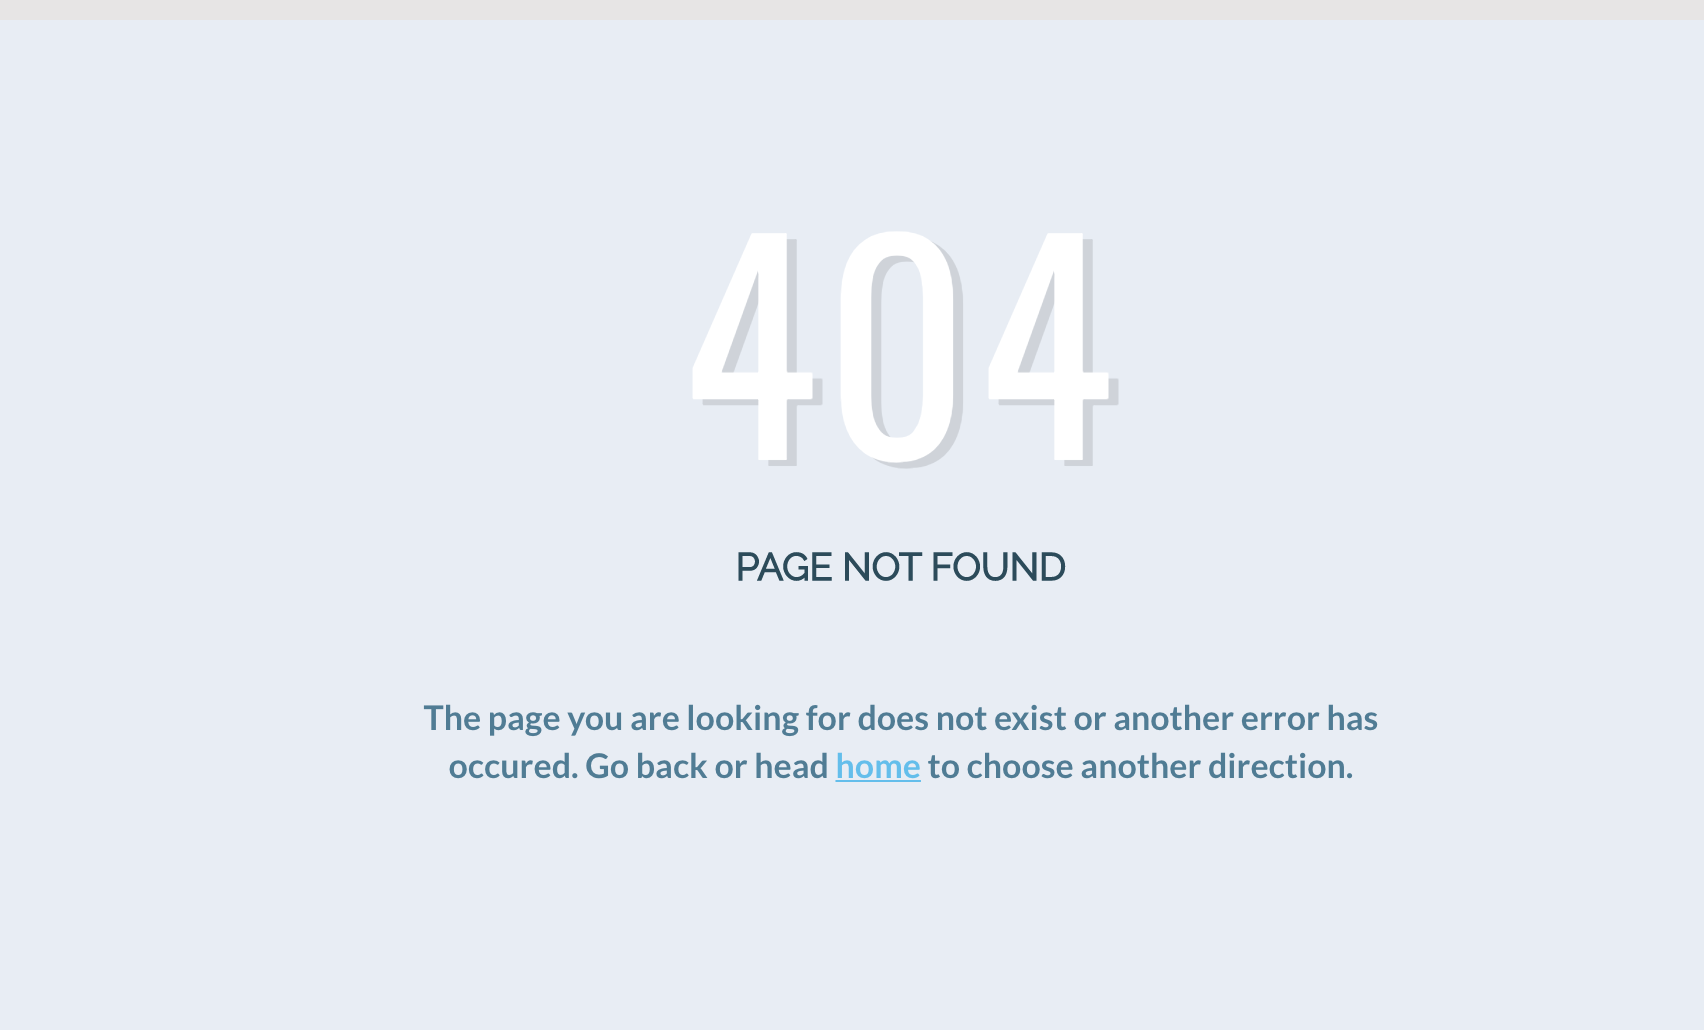 404
PAGE NOT FOUND
The page you are looking for does not exist or another error has
occured. Go back or head home to choose another direction.